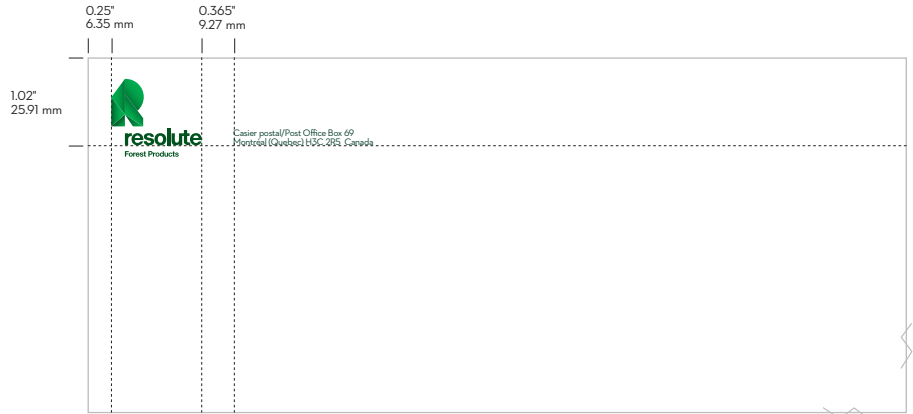 0.25"
6.35 mm
0.365"
9.27 mm
1.02"
25.91 mm
resolute
Forest Products
Casier postal/Post Office Box 69
Montréal (Quebec) H3C 2R5 Canada